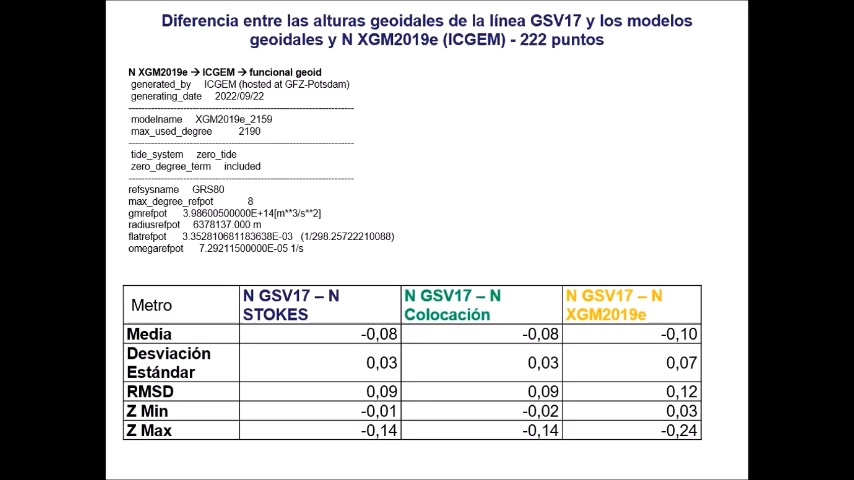 Diferencia entre las alturas geoidales de la línea GSV17 y los modelos
geoidales y N XGM2019e (ICGEM) - 222 puntos
N XGM2019e → ICGEM → funcional geoid
generated_by ICGEM (hosted at GFZ-Potsdam)
generating_date 2022/09/22
modelname XGM2019e_2159
max_used_degree 2190
tide_system zero_tide
zero_degree_term included
refsysname GRS80
max_degree_refpot 8
gmrefpot 3.98600500000E+14[m**3/s**2]
radiusrefpot 6378137.000 m
flatrefpot 3.352810681183638E-03 (1/298.25722210088)
omegarefpot 7.29211500000E-05 1/s
Metro N GSV17 – N STOKES N GSV17 – N Colocación N GSV17 – N XGM2019e
Media -0,08 -0,08 -0,10
Desviación Estándar 0,03 0,03 0,07
RMSD 0,09 0,09 0,12
Z Min -0,01 -0,02 0,03
Z Max -0,14 -0,14 -0,24